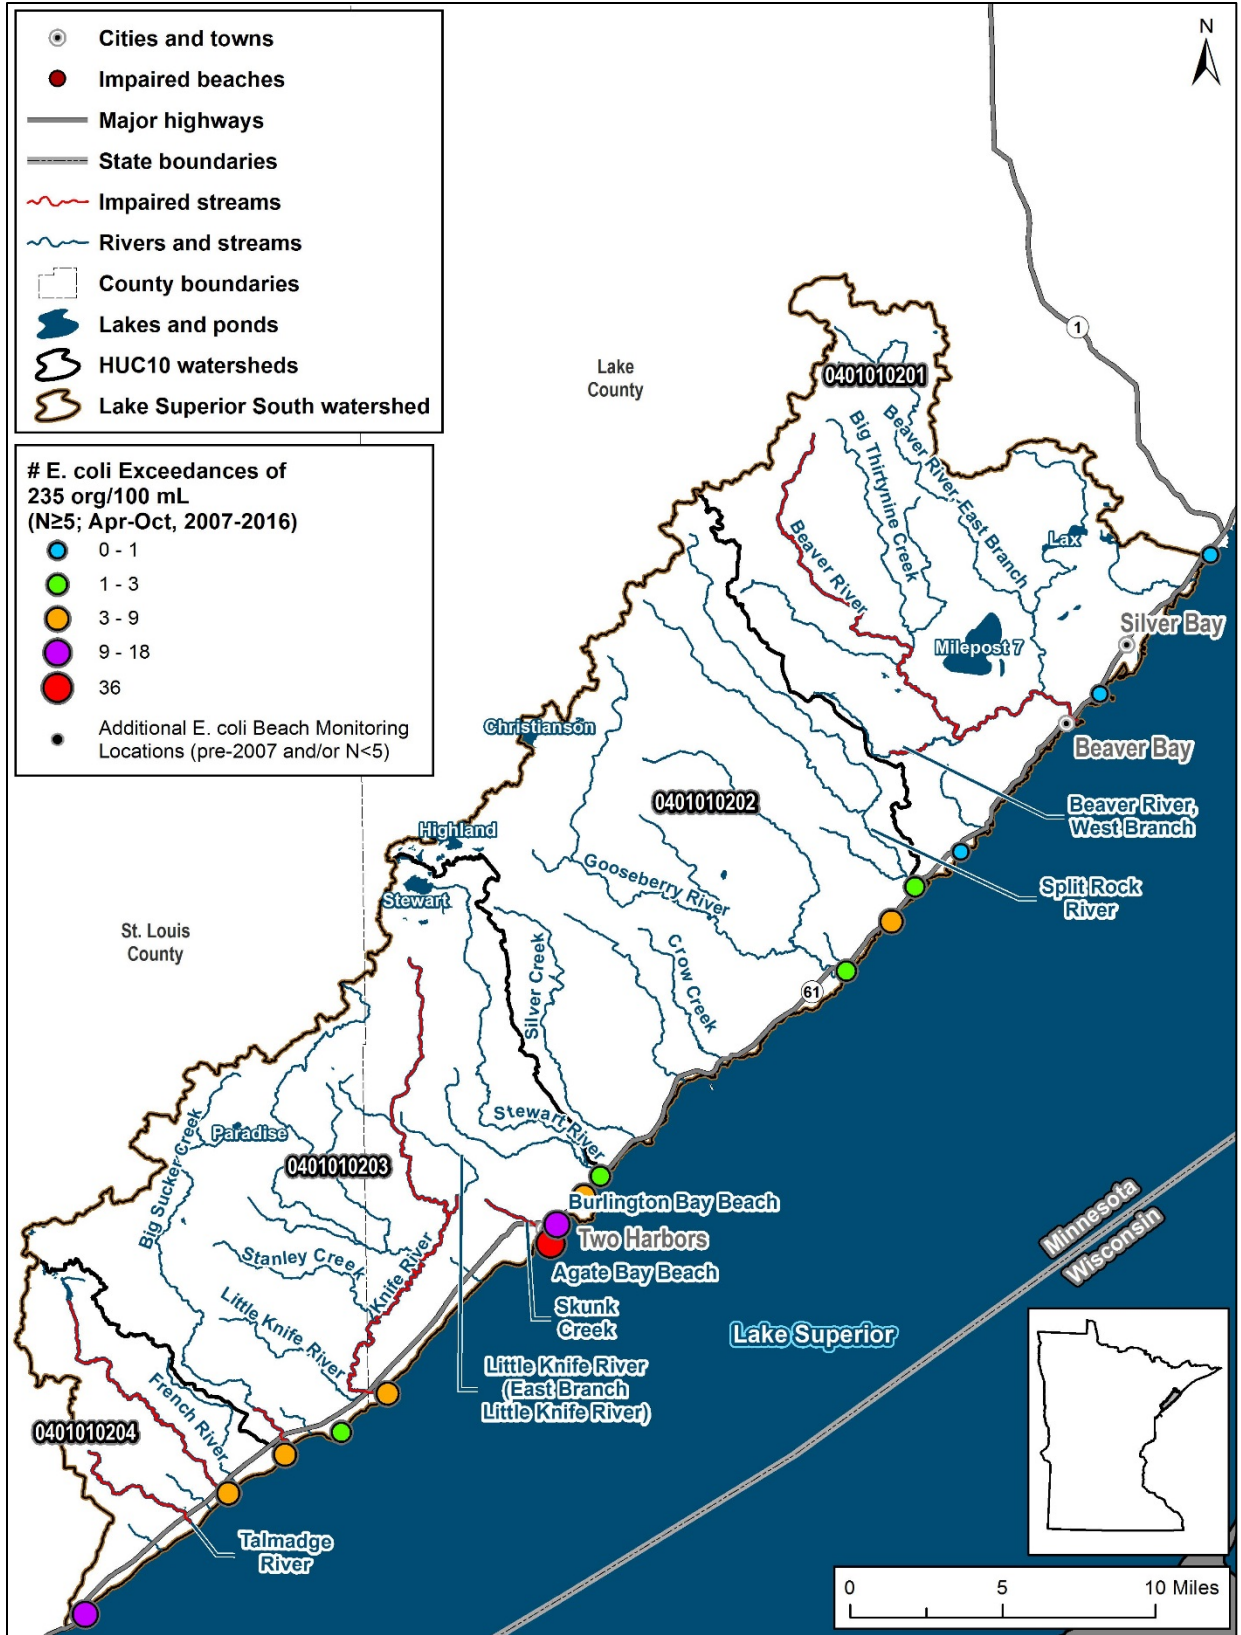 Cities and towns
Impaired beaches
Major highways
State boundaries
Impaired streams
Rivers and streams
County boundaries
Lakes and ponds
HUC10 watersheds
Lake Superior South watershed
# E. coli Exceedances of
235 org/100 mL
(N≥5; Apr-Oct, 2007-2016)
0 - 1
1 - 3
3 - 9
9 - 18
36
Additional E. coli Beach Monitoring
Locations (pre-2007 and/or N<5)
N
1
Lake
County
0401010201
Big Thirtynine Creek
Beaver River, East Branch
Beaver River
Lax
Silver Bay
Milepost 7
Beaver Bay
Christianson
0401010202
Beaver River,
West Branch
Highland
Stewart
Gooseberry River
Split Rock
River
St. Louis
County
Silver Creek
Crow Creek
61
Stewart River
Big Sucker Creek
Paradise
0401010203
Burlington Bay Beach
Two Harbors
Agate Bay Beach
Minnesota
Wisconsin
Stanley Creek
Knife River
Skunk
Creek
Little Knife River
Lake Superior
Little Knife River
(East Branch
Little Knife River)
French River
0401010204
Talmadge
River
0
5
10 Miles